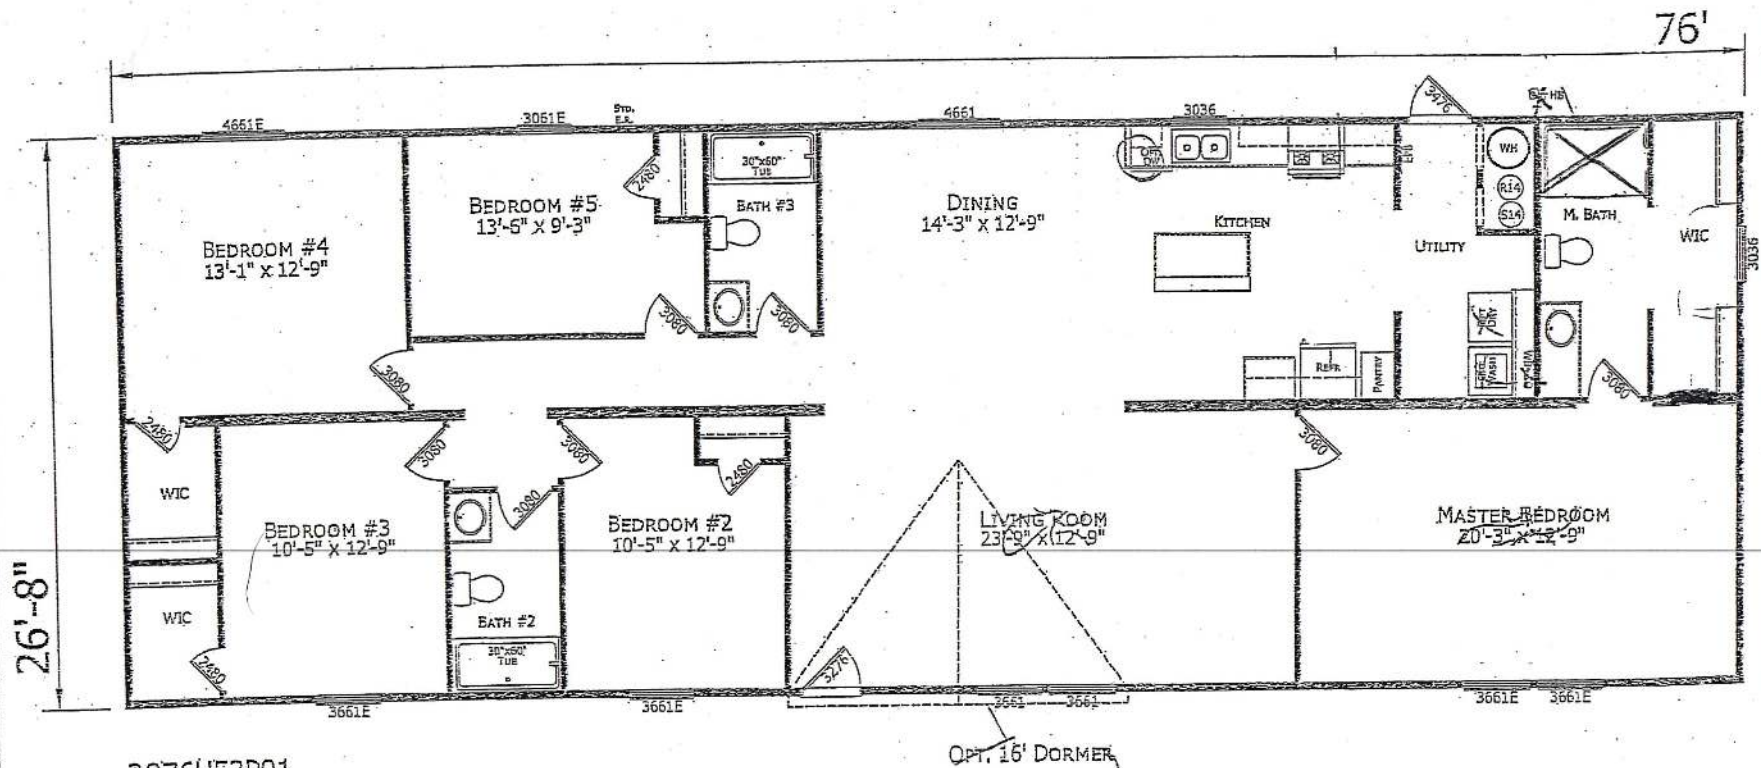 76'
4661E
3061E
STD.
E.R.
4661
3036
3476
30"x60"
TUB
2480
BATH #3
BEDROOM #5
13'-6" X 9'-3"
BEDROOM #4
13'-1" X 12'-9"
DINING
14'-3" X 12'-9"
KITCHEN
UTILITY
WH
R14
S14
M. BATH
WIC
3036
OPT.
DW
3080
3080
3080
REFR
PANTRY
DRY
WASH
3080
2480
3080
3080
2480
3080
3080
WIC
BEDROOM #3
10'-5" X 12'-9"
BEDROOM #2
10'-5" X 12'-9"
LIVING ROOM
23'-9" X 12'-9"
MASTER BEDROOM
20'-3" X 12'-9"
26'-8"
WIC
2480
BATH #2
30"x60"
TUB
3276
3661E
3661E
3661
3661
3661E
3661E
OPT. 16' DORMER